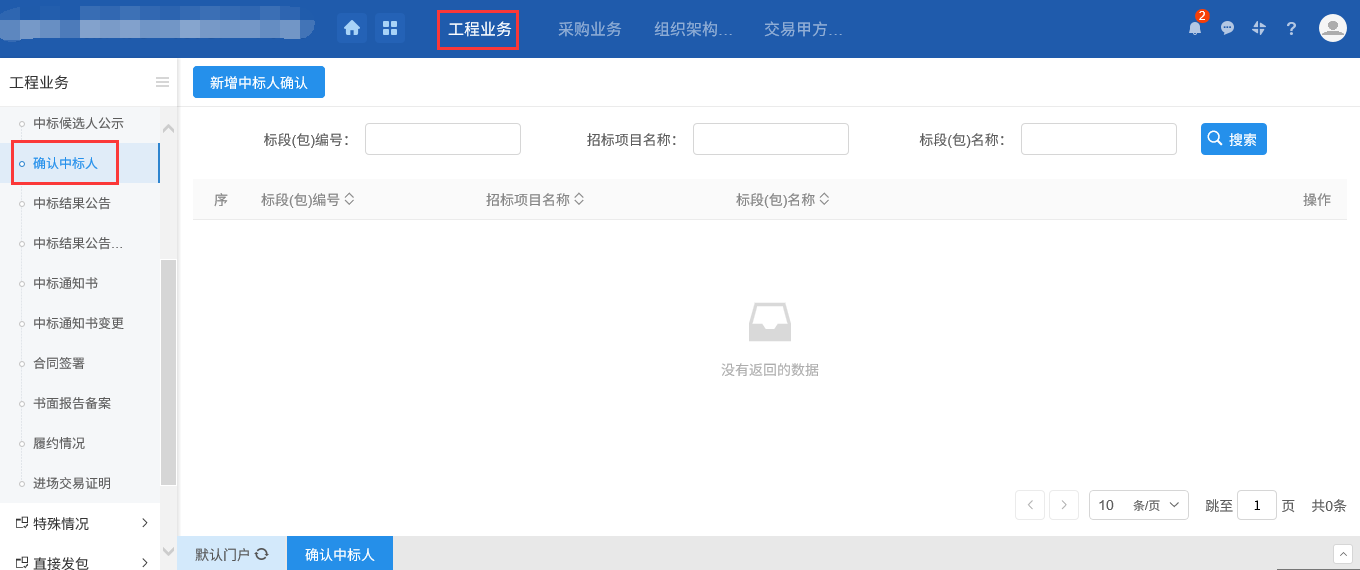 工程业务 采购业务 组织架构... 交易甲方... 2 ?
工程业务
新增中标人确认
中标候选人公示
确认中标人
中标结果公告
中标结果公告...
中标通知书
中标通知书变更
合同签署
书面报告备案
履约情况
进场交易证明
特殊情况
直接发包
标段(包)编号: 招标项目名称: 标段(包)名称: 搜索
序 标段(包)编号 招标项目名称 标段(包)名称 操作
没有返回的数据
10 条/页 跳至 1 页 共0条
默认门户 确认中标人